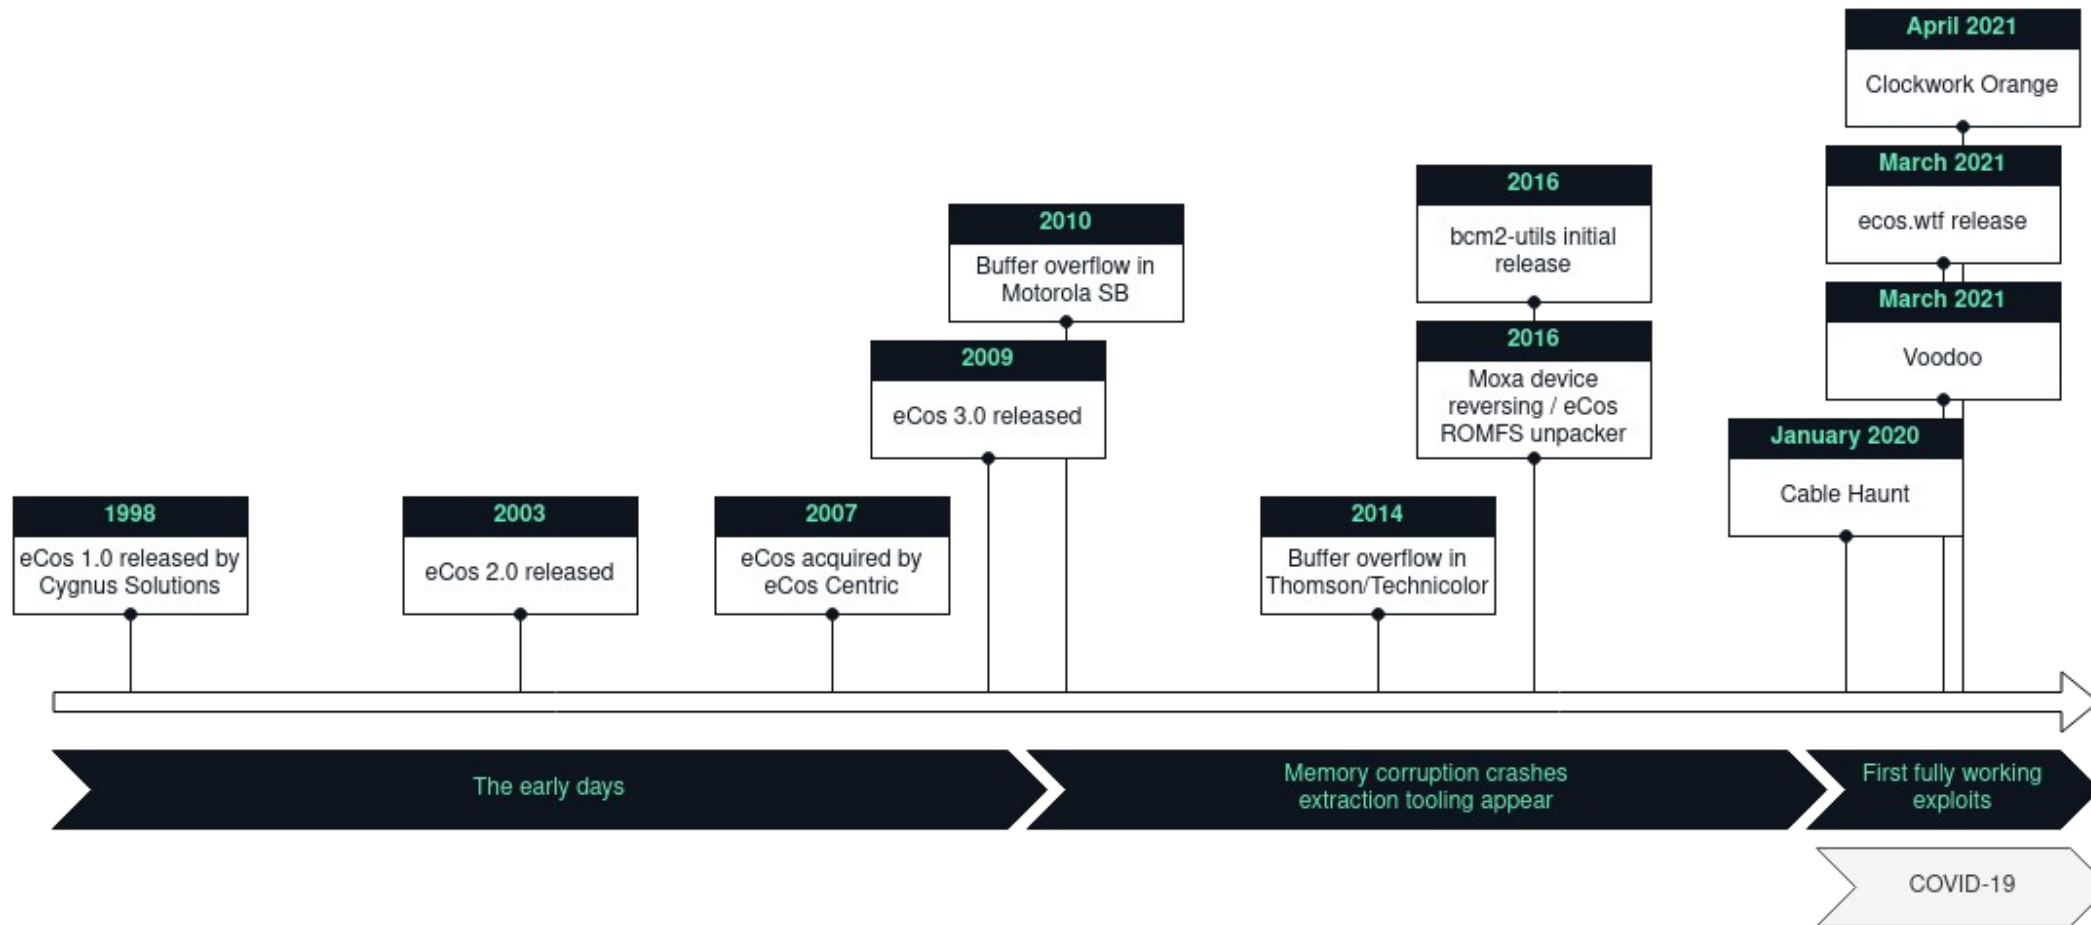 April 2021
Clockwork Orange
March 2021
ecos.wtf release
2016
bcm2-utils initial
release
2010
Buffer overflow in
Motorola SB
March 2021
Voodoo
2016
Moxa device
reversing / eCos
ROMFS unpacker
2009
eCos 3.0 released
January 2020
Cable Haunt
1998
eCos 1.0 released by
Cygnus Solutions
2003
eCos 2.0 released
2007
eCos acquired by
eCos Centric
2014
Buffer overflow in
Thomson/Technicolor
The early days
Memory corruption crashes
extraction tooling appear
First fully working
exploits
COVID-19